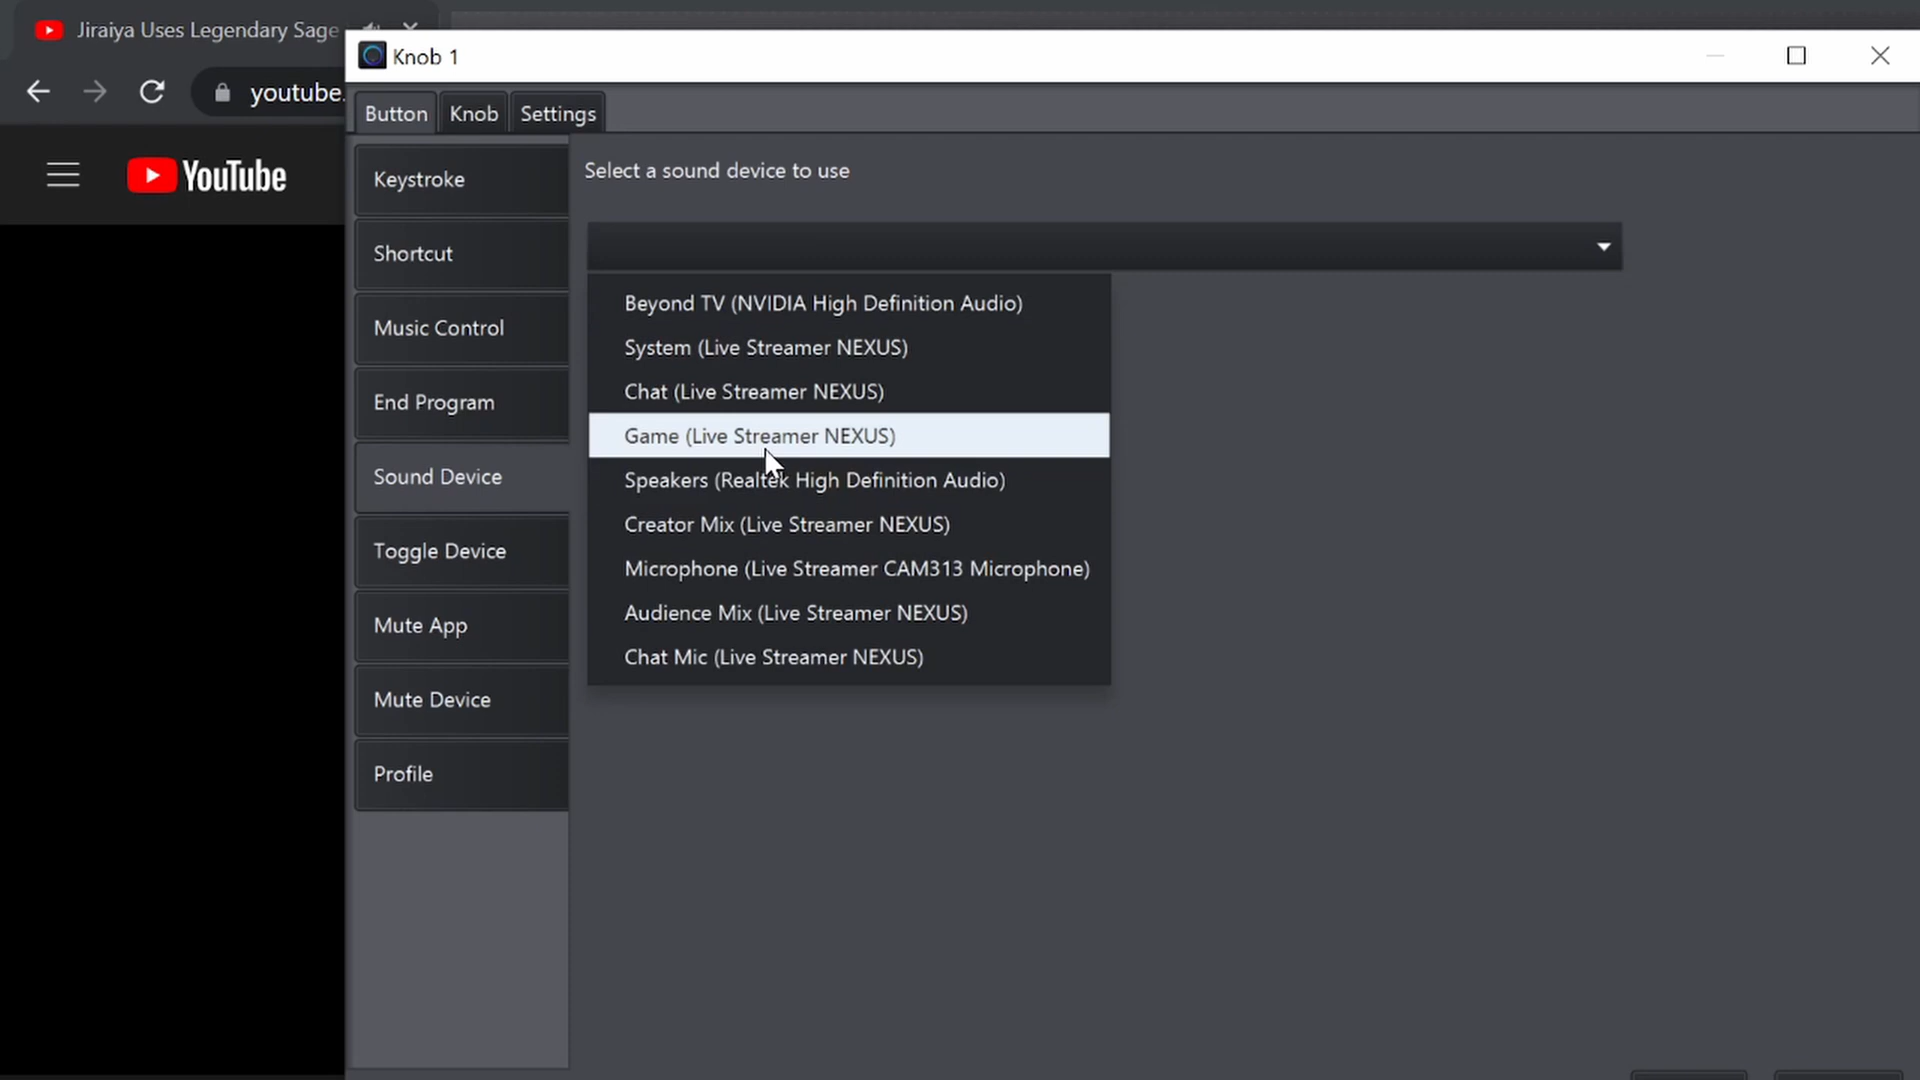 Jiraiya Uses Legendary Sage
Knob 1
youtube.
Button Knob Settings
YouTube
Select a sound device to use
Keystroke
Shortcut
Music Control
End Program
Sound Device
Toggle Device
Mute App
Mute Device
Profile
Beyond TV (NVIDIA High Definition Audio)
System (Live Streamer NEXUS)
Chat (Live Streamer NEXUS)
Game (Live Streamer NEXUS)
Speakers (Realtek High Definition Audio)
Creator Mix (Live Streamer NEXUS)
Microphone (Live Streamer CAM313 Microphone)
Audience Mix (Live Streamer NEXUS)
Chat Mic (Live Streamer NEXUS)